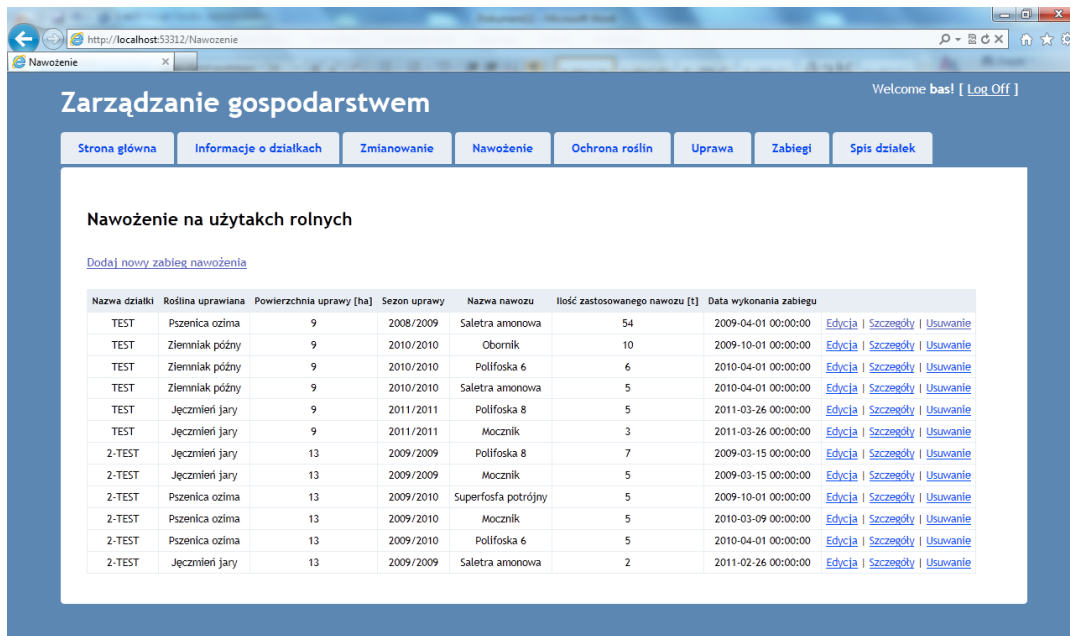 http://localhost:53312/Nawozenie
Nawożenie
Zarządzanie gospodarstwem
Welcome bas! [ Log Off ]
Strona główna Informacje o działkach Zmianowanie Nawożenie Ochrona roślin Uprawa Zabiegi Spis działek
Nawożenie na użytakch rolnych
Dodaj nowy zabieg nawożenia
Nazwa działki Roślina uprawiana Powierzchnia uprawy [ha] Sezon uprawy Nazwa nawozu Ilość zastosowanego nawozu [t] Data wykonania zabiegu
TEST Pszenica ozima 9 2008/2009 Saletra amonowa 54 2009-04-01 00:00:00 Edycja | Szczegóły | Usuwanie
TEST Ziemniak późny 9 2010/2010 Obornik 10 2009-10-01 00:00:00 Edycja | Szczegóły | Usuwanie
TEST Ziemniak późny 9 2010/2010 Polifoska 6 6 2010-04-01 00:00:00 Edycja | Szczegóły | Usuwanie
TEST Ziemniak późny 9 2010/2010 Saletra amonowa 5 2010-04-01 00:00:00 Edycja | Szczegóły | Usuwanie
TEST Jęczmień jary 9 2011/2011 Polifoska 8 5 2011-03-26 00:00:00 Edycja | Szczegóły | Usuwanie
TEST Jęczmień jary 9 2011/2011 Mocznik 3 2011-03-26 00:00:00 Edycja | Szczegóły | Usuwanie
2-TEST Jęczmień jary 13 2009/2009 Polifoska 8 7 2009-03-15 00:00:00 Edycja | Szczegóły | Usuwanie
2-TEST Jęczmień jary 13 2009/2009 Mocznik 5 2009-03-15 00:00:00 Edycja | Szczegóły | Usuwanie
2-TEST Pszenica ozima 13 2009/2010 Superfosfa potrójny 5 2009-10-01 00:00:00 Edycja | Szczegóły | Usuwanie
2-TEST Pszenica ozima 13 2009/2010 Mocznik 5 2010-03-09 00:00:00 Edycja | Szczegóły | Usuwanie
2-TEST Pszenica ozima 13 2009/2010 Polifoska 6 5 2010-04-01 00:00:00 Edycja | Szczegóły | Usuwanie
2-TEST Jęczmień jary 13 2009/2009 Saletra amonowa 2 2011-02-26 00:00:00 Edycja | Szczegóły | Usuwanie